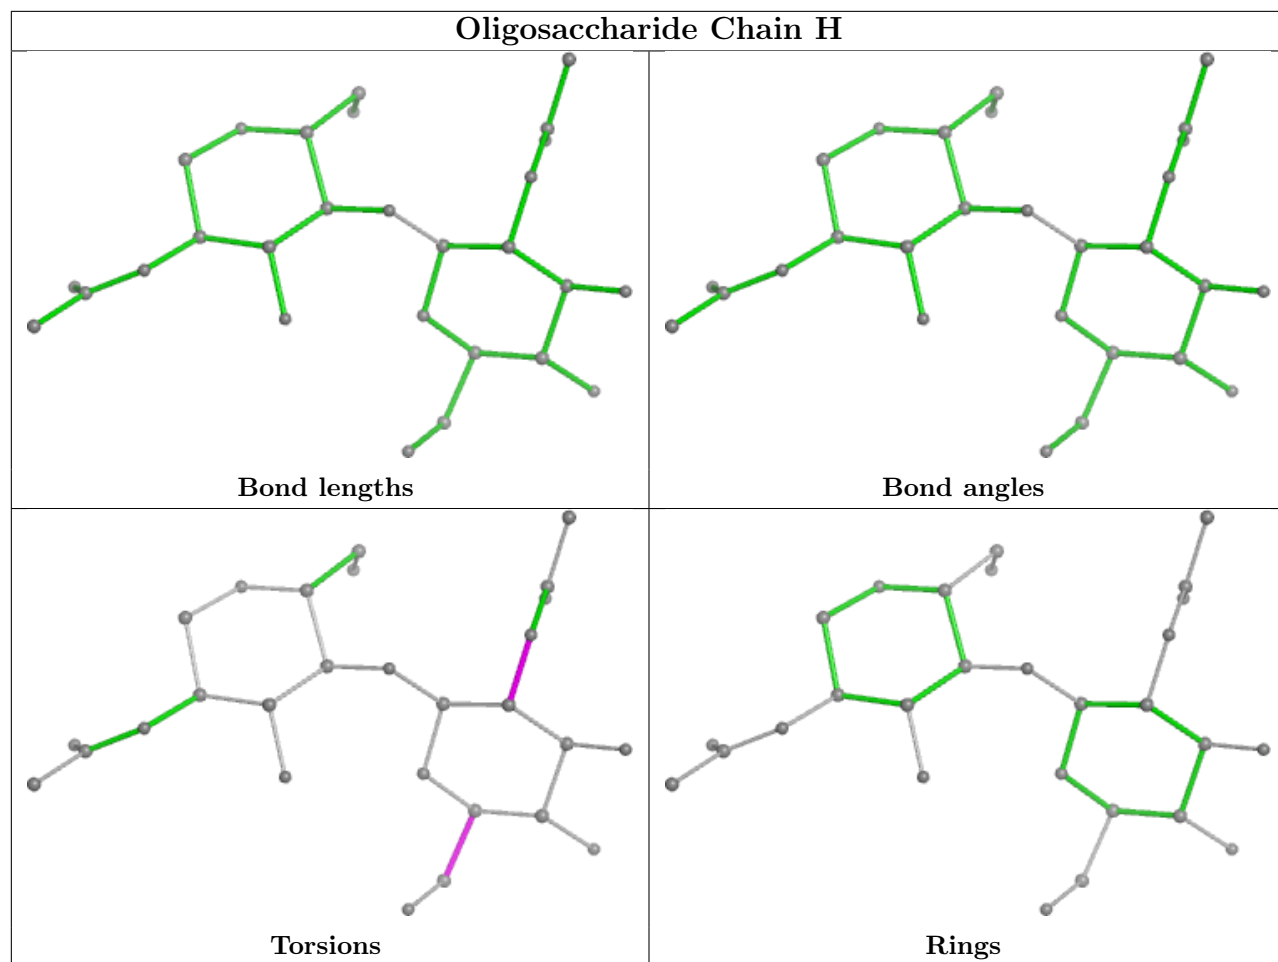 Oligosaccharide Chain H
Bond lengths
Bond angles
Torsions
Rings